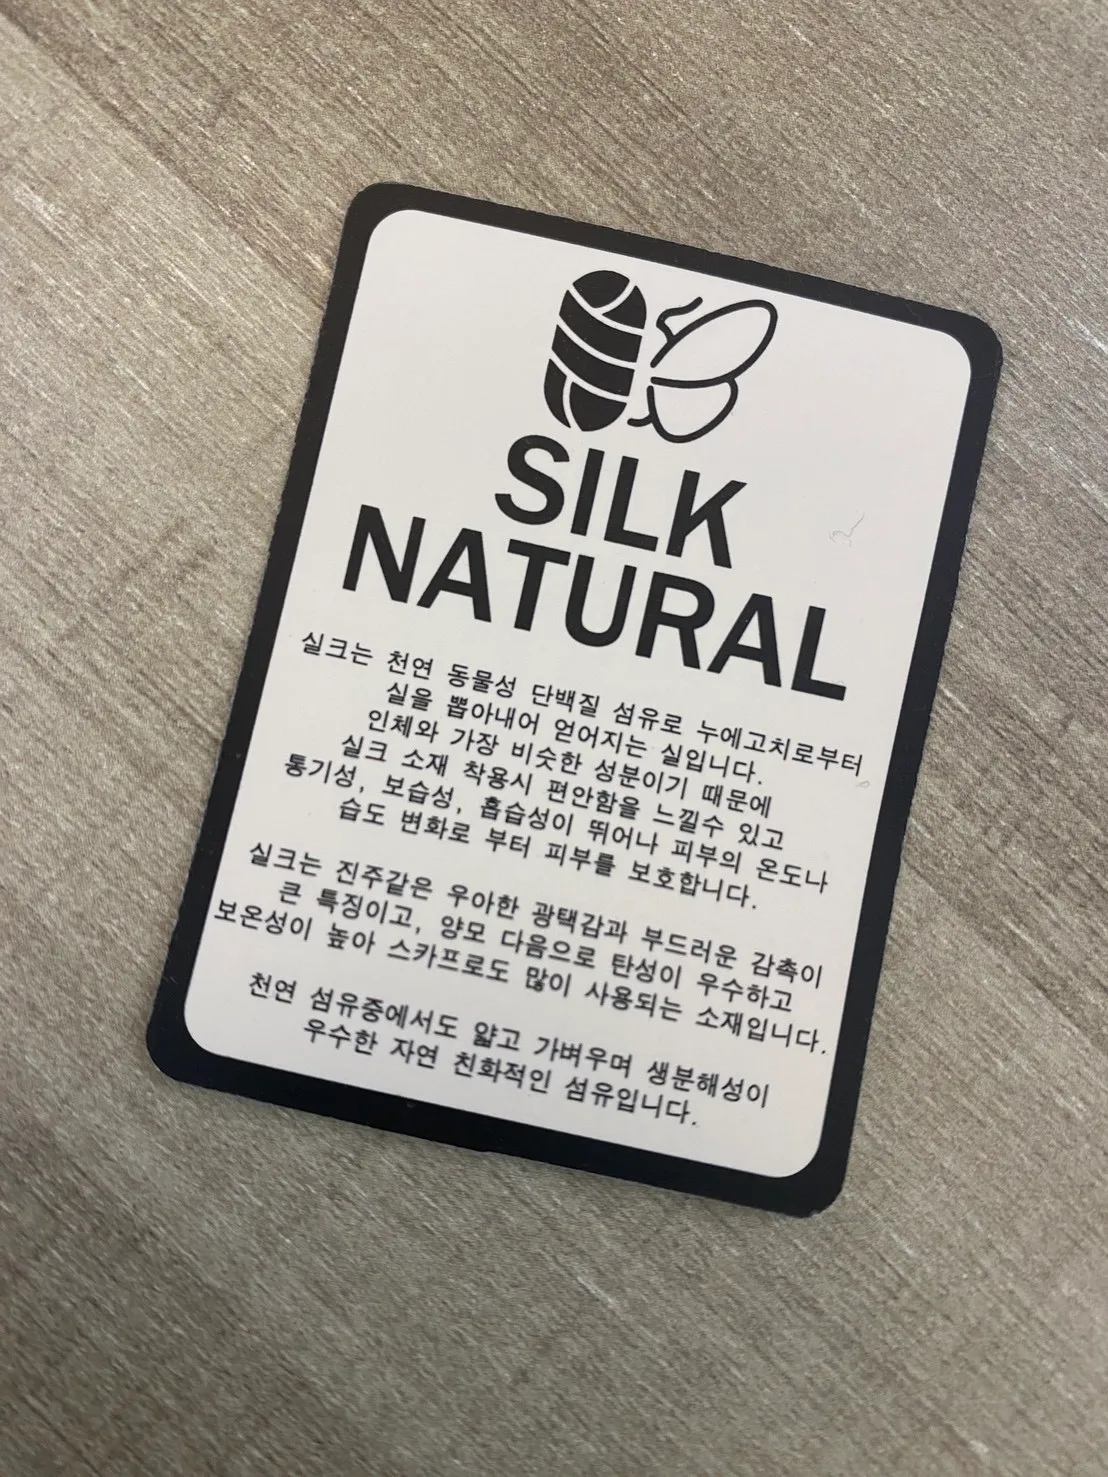 SILK
NATURAL
실크는 천연 동물성 단백질 섬유로 누에고치로부터
실을 뽑아내어 얻어지는 실입니다.
인체와 가장 비슷한 성분이기 때문에
실크 소재 착용시 편안함을 느낄수 있고
통기성, 보습성, 흡습성이 뛰어나 피부의 온도나
습도 변화로 부터 피부를 보호합니다.
실크는 진주같은 우아한 광택감과 부드러운 감촉이
큰 특징이고, 양모 다음으로 탄성이 우수하고
보온성이 높아 스카프로도 많이 사용되는 소재입니다.
천연 섬유중에서도 얇고 가벼우며 생분해성이
우수한 자연 친화적인 섬유입니다.